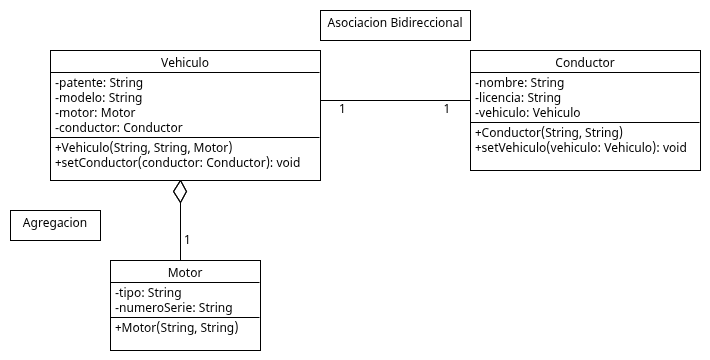 Asociacion Bidireccional
Vehiculo
-patente: String
-modelo: String
-motor: Motor
-conductor: Conductor
+Vehiculo(String, String, Motor)
+setConductor(conductor: Conductor): void
1
1
Conductor
-nombre: String
-licencia: String
-vehiculo: Vehiculo
+Conductor(String, String)
+setVehiculo(vehiculo: Vehiculo): void
Agregacion
1
Motor
-tipo: String
-numeroSerie: String
+Motor(String, String)